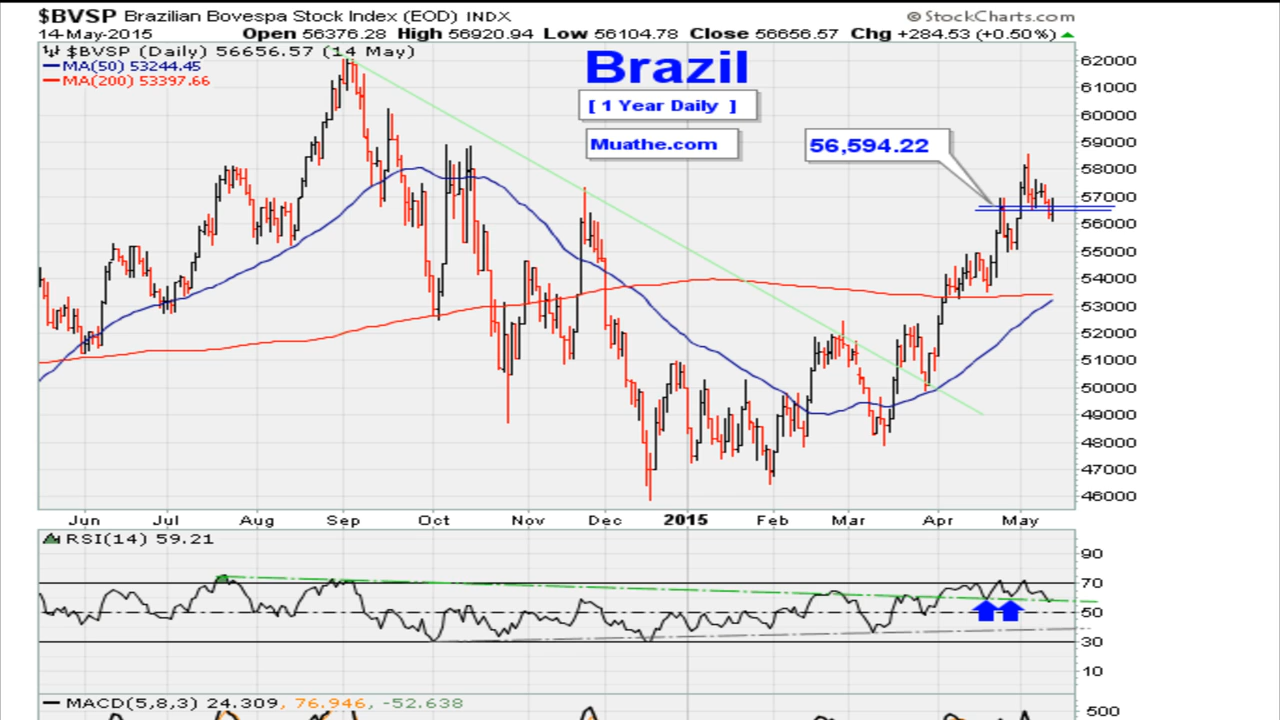 $BVSP Brazilian Bovespa Stock Index (EOD) INDX © StockCharts.com
14-May-2015 Open 56376.28 High 56920.94 Low 56104.78 Close 56656.57 Chg +284.53 (+0.50%)
$BVSP (Daily) 56656.57 (14 May)
MA(50) 53244.45
MA(200) 53397.66
Brazil
[ 1 Year Daily ]
Muathe.com
56,594.22
62000
61000
60000
59000
58000
57000
56000
55000
54000
53000
52000
51000
50000
49000
48000
47000
46000
Jun Jul Aug Sep Oct Nov Dec 2015 Feb Mar Apr May
RSI(14) 59.21
90
70
50
30
10
MACD(5,8,3) 24.309, 76.946, -52.638
500